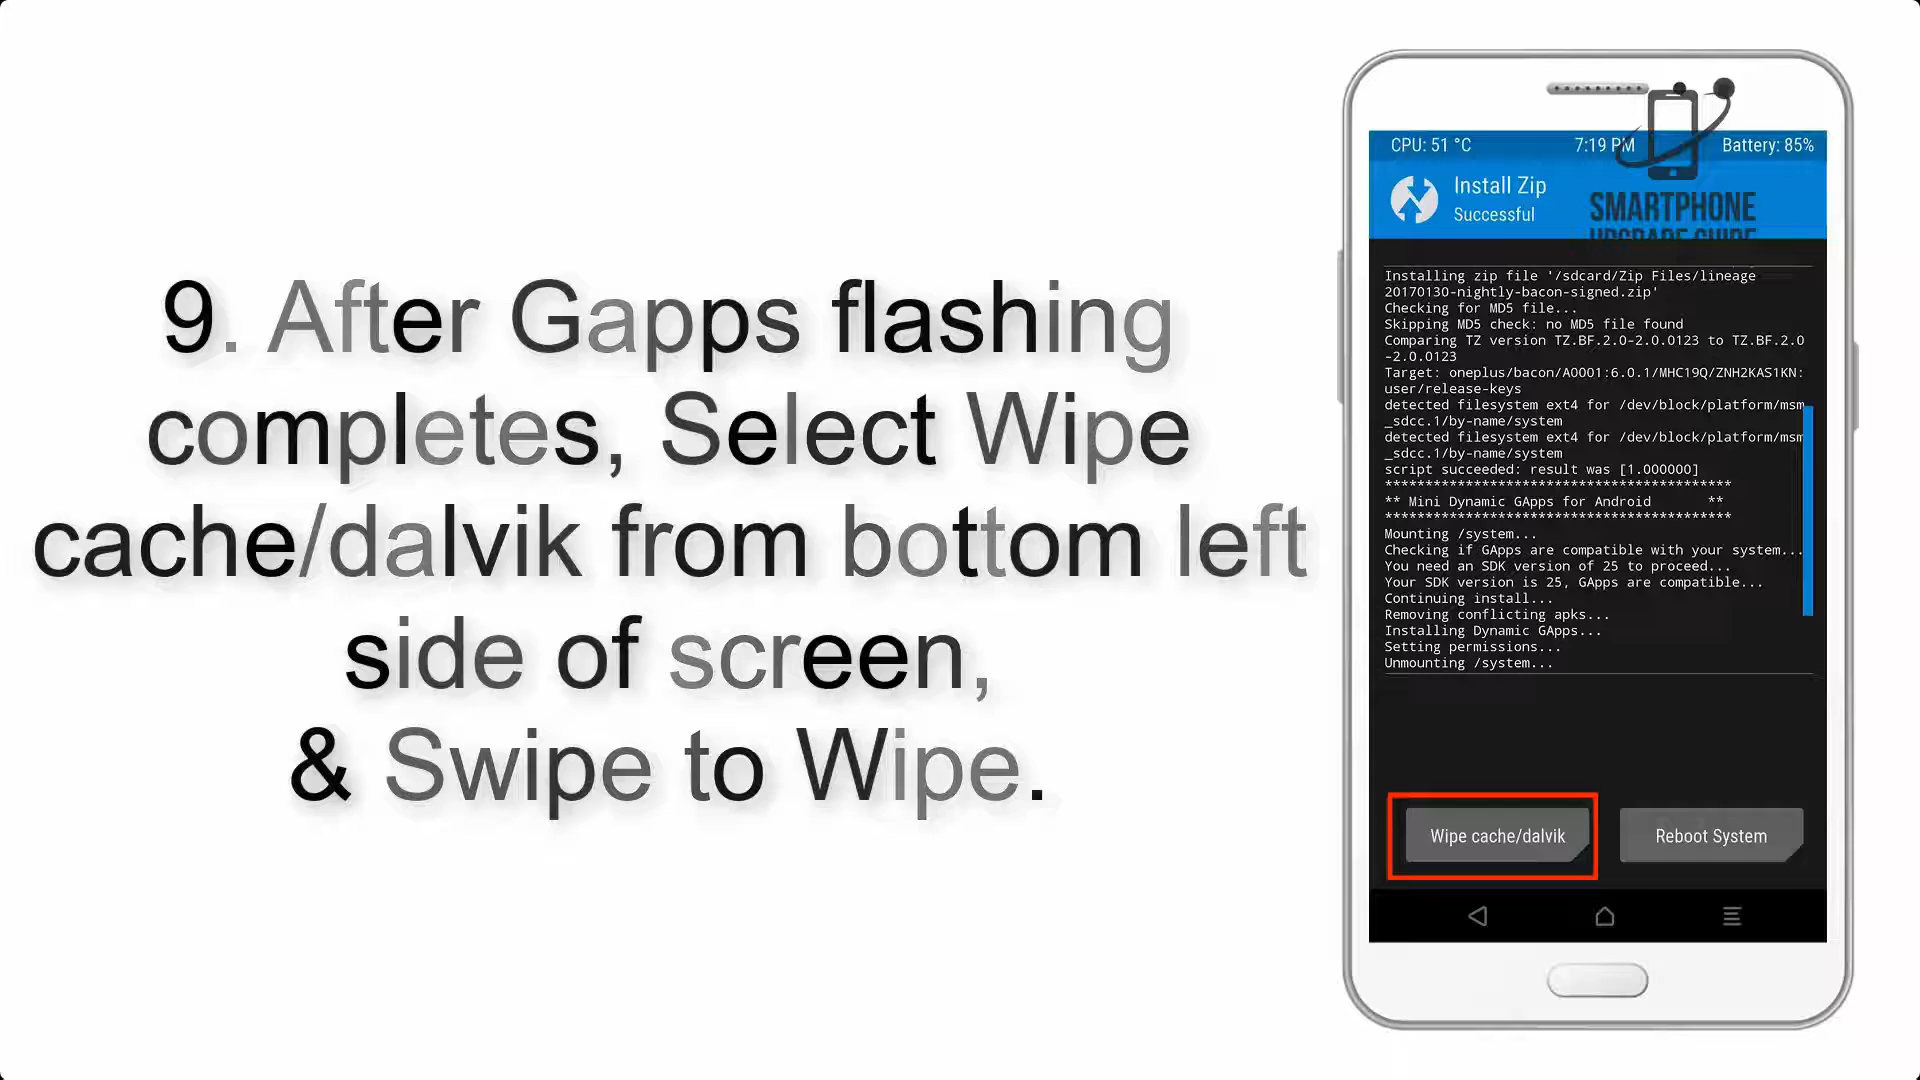 9. After Gapps flashing
completes, Select Wipe
cache/dalvik from bottom left
side of screen,
& Swipe to Wipe.
CPU: 51 °C 7:19 PM Battery: 85%
Install Zip
Successful
SMARTPHONE
UPGRADE GUIDE
Installing zip file '/sdcard/Zip Files/lineage
20170130-nightly-bacon-signed.zip'
Checking for MD5 file...
Skipping MD5 check: no MD5 file found
Comparing TZ version TZ.BF.2.0-2.0.0123 to TZ.BF.2.0
-2.0.0123
Target: oneplus/bacon/A0001:6.0.1/MHC19Q/ZNH2KAS1KN:
user/release-keys
detected filesystem ext4 for /dev/block/platform/msm
_sdcc.1/by-name/system
detected filesystem ext4 for /dev/block/platform/msm
_sdcc.1/by-name/system
script succeeded: result was [1.000000]
*******************************************
** Mini Dynamic GApps for Android **
*******************************************
Mounting /system...
Checking if GApps are compatible with your system...
You need an SDK version of 25 to proceed...
Your SDK version is 25, GApps are compatible...
Continuing install...
Removing conflicting apks...
Installing Dynamic GApps...
Setting permissions...
Unmounting /system...
Wipe cache/dalvik
Reboot System